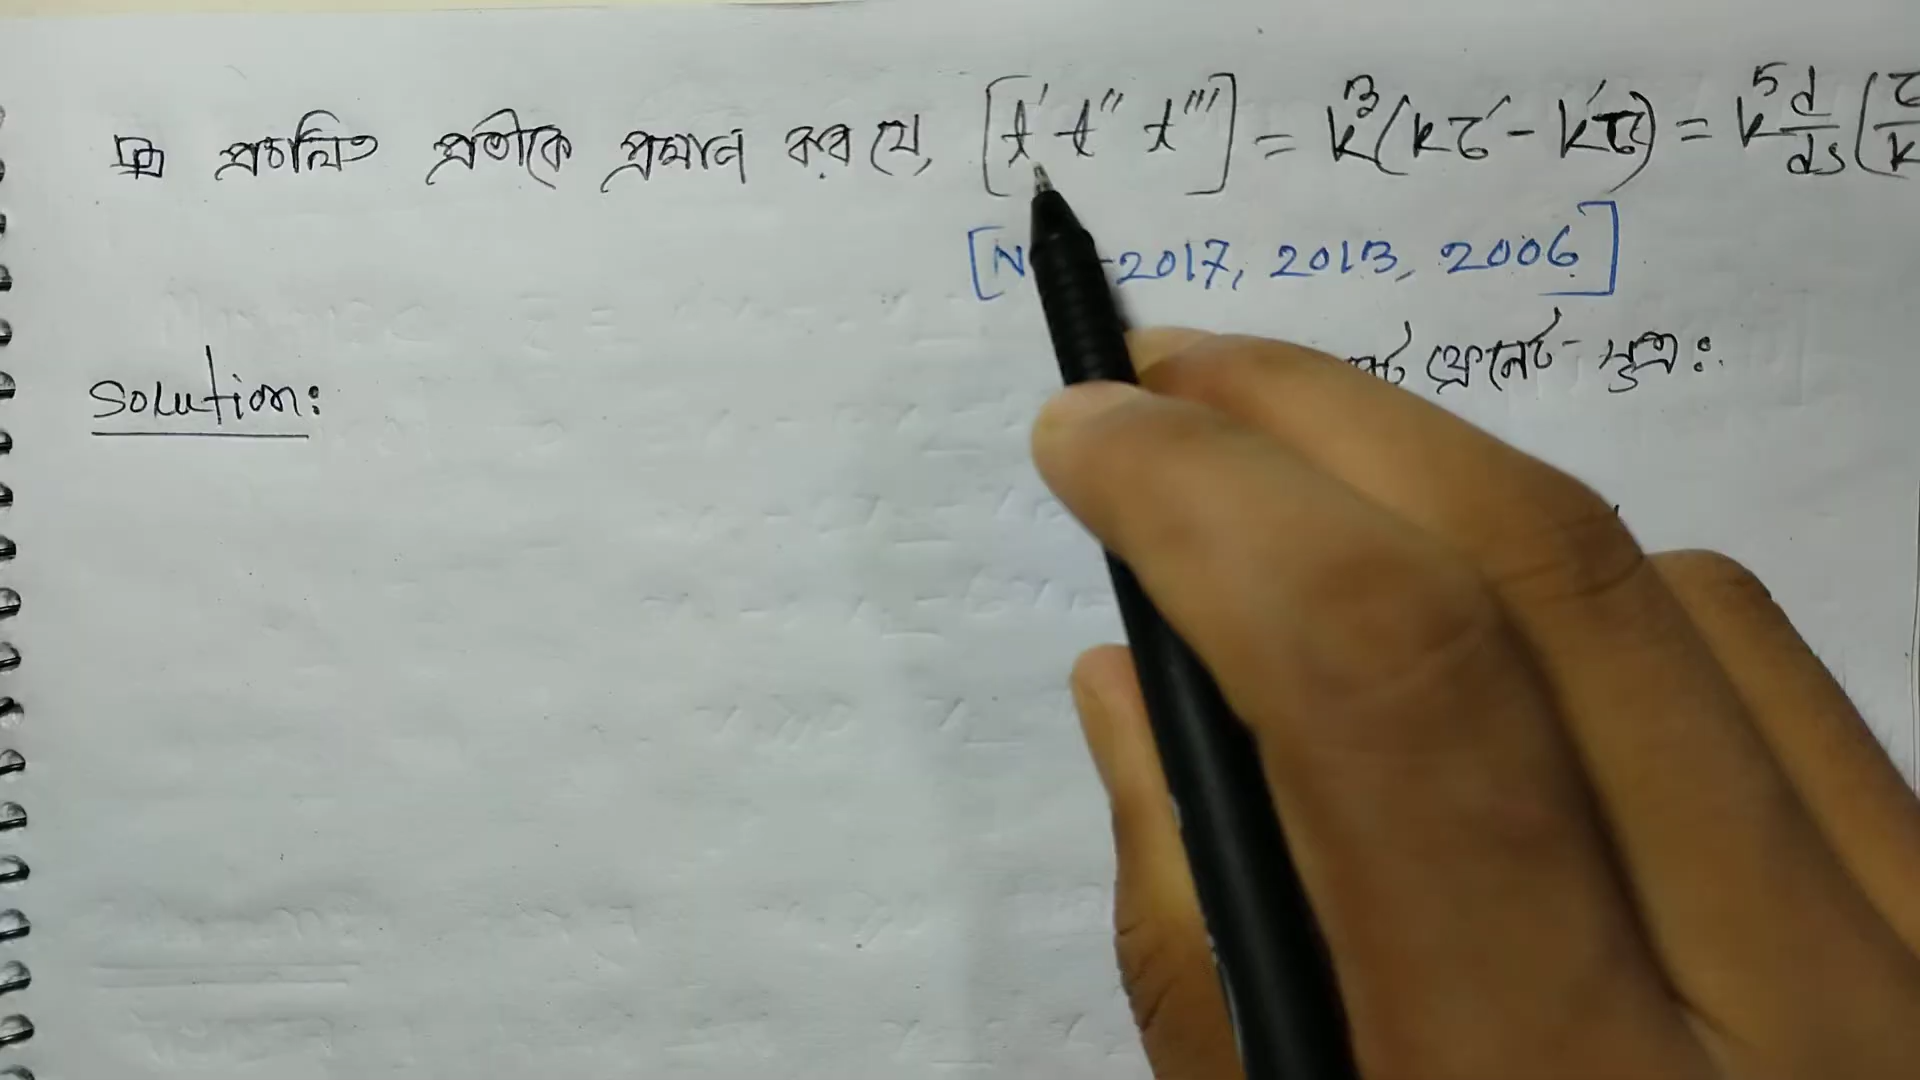 প্রচলিত প্রতীকে প্রমান কর যে, [t′ t″ t‴] = k³(kτ′ - k′τ) = k⁵ d/ds (τ/k
[N -2017, 2013, 2006]
ফ্রেনেট- সূত্র:
Solution: